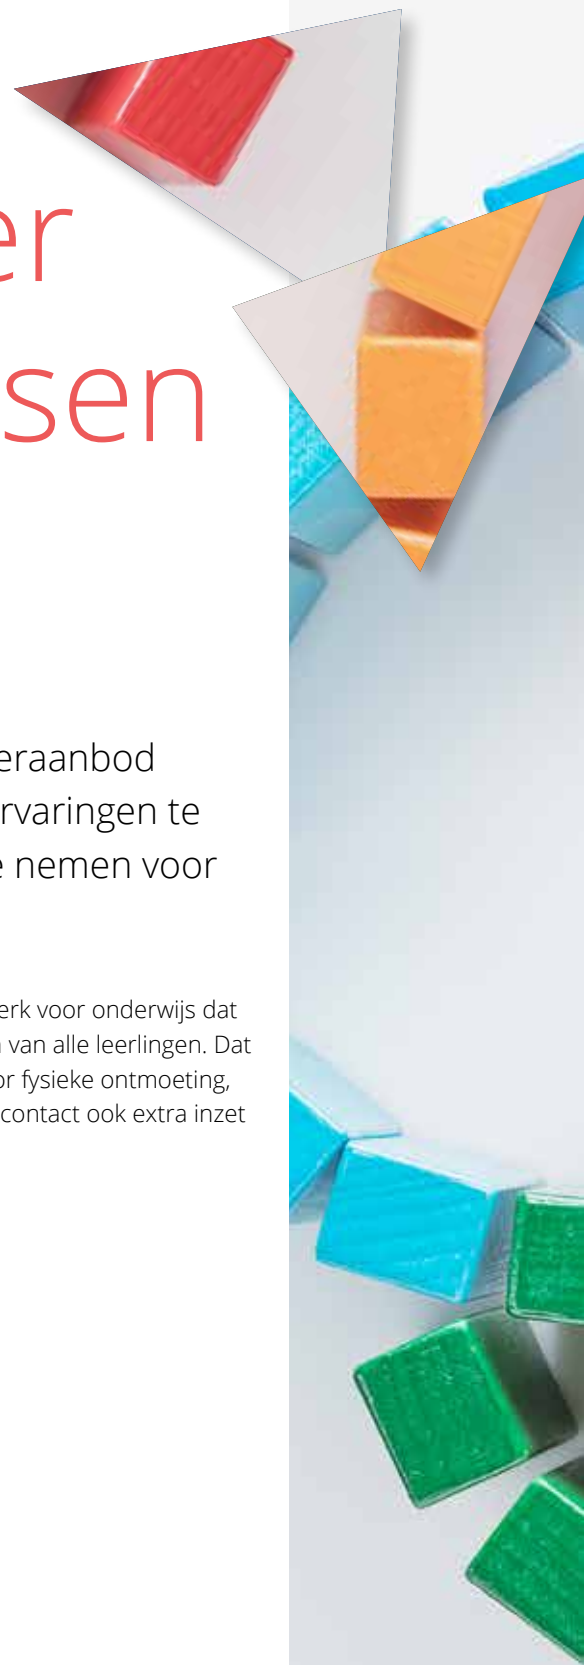 er
sen
eraanbod
rvaringen te
e nemen voor
erk voor onderwijs dat
van alle leerlingen. Dat
or fysieke ontmoeting,
contact ook extra inzet